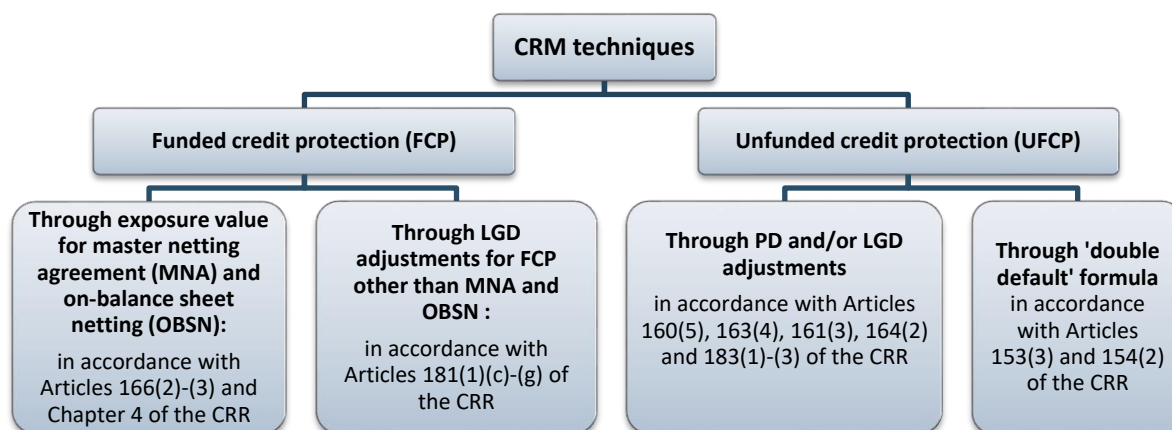 CRM techniques
Funded credit protection (FCP)
Unfunded credit protection (UFCP)
Through exposure value
for master netting
agreement (MNA) and
on-balance sheet
netting (OBSN):
in accordance with
Articles 166(2)-(3) and
Chapter 4 of the CRR
Through LGD
adjustments for FCP
other than MNA and
OBSN :
in accordance with
Articles 181(1)(c)-(g) of
the CRR
Through PD and/or LGD
adjustments
in accordance with Articles
160(5), 163(4), 161(3), 164(2)
and 183(1)-(3) of the CRR
Through 'double
default' formula
in accordance
with Articles
153(3) and 154(2)
of the CRR